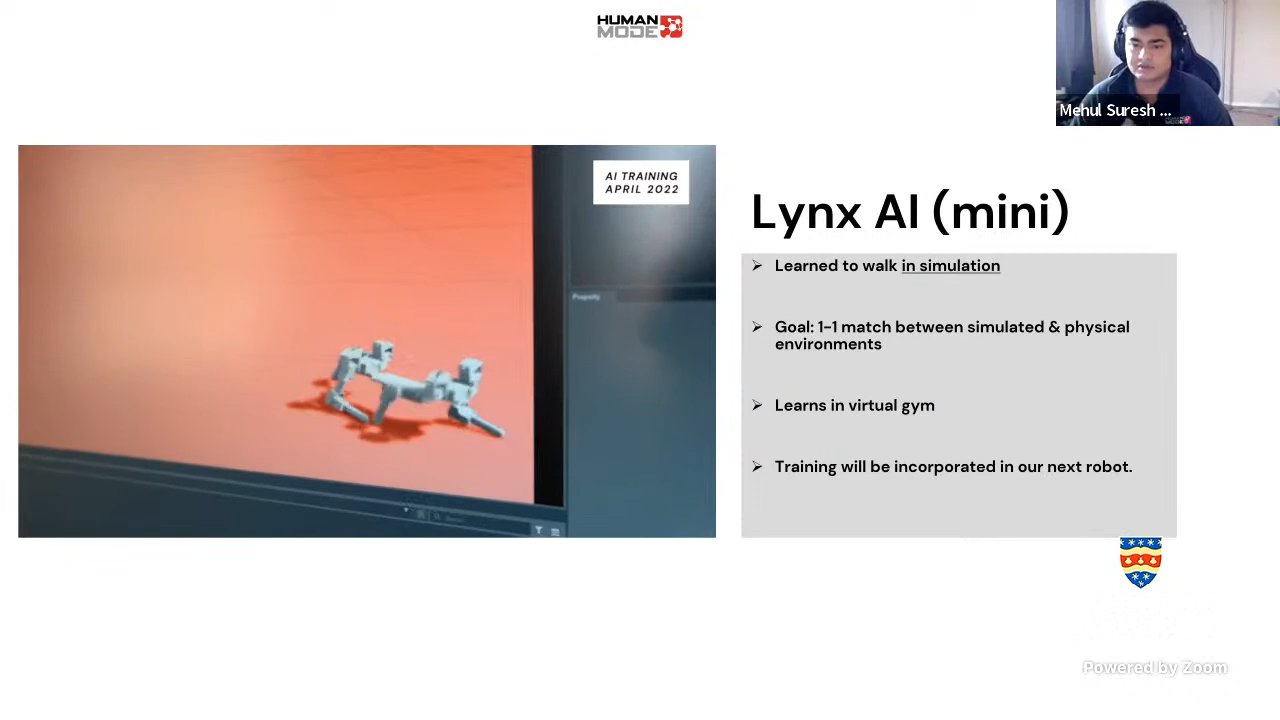 HUMAN
MODE
Mehul Suresh ...
AI TRAINING
APRIL 2022
Property
Lynx AI (mini)
➢ Learned to walk in simulation
➢ Goal: 1-1 match between simulated & physical
environments
➢ Learns in virtual gym
➢ Training will be incorporated in our next robot.
Powered by Zoom